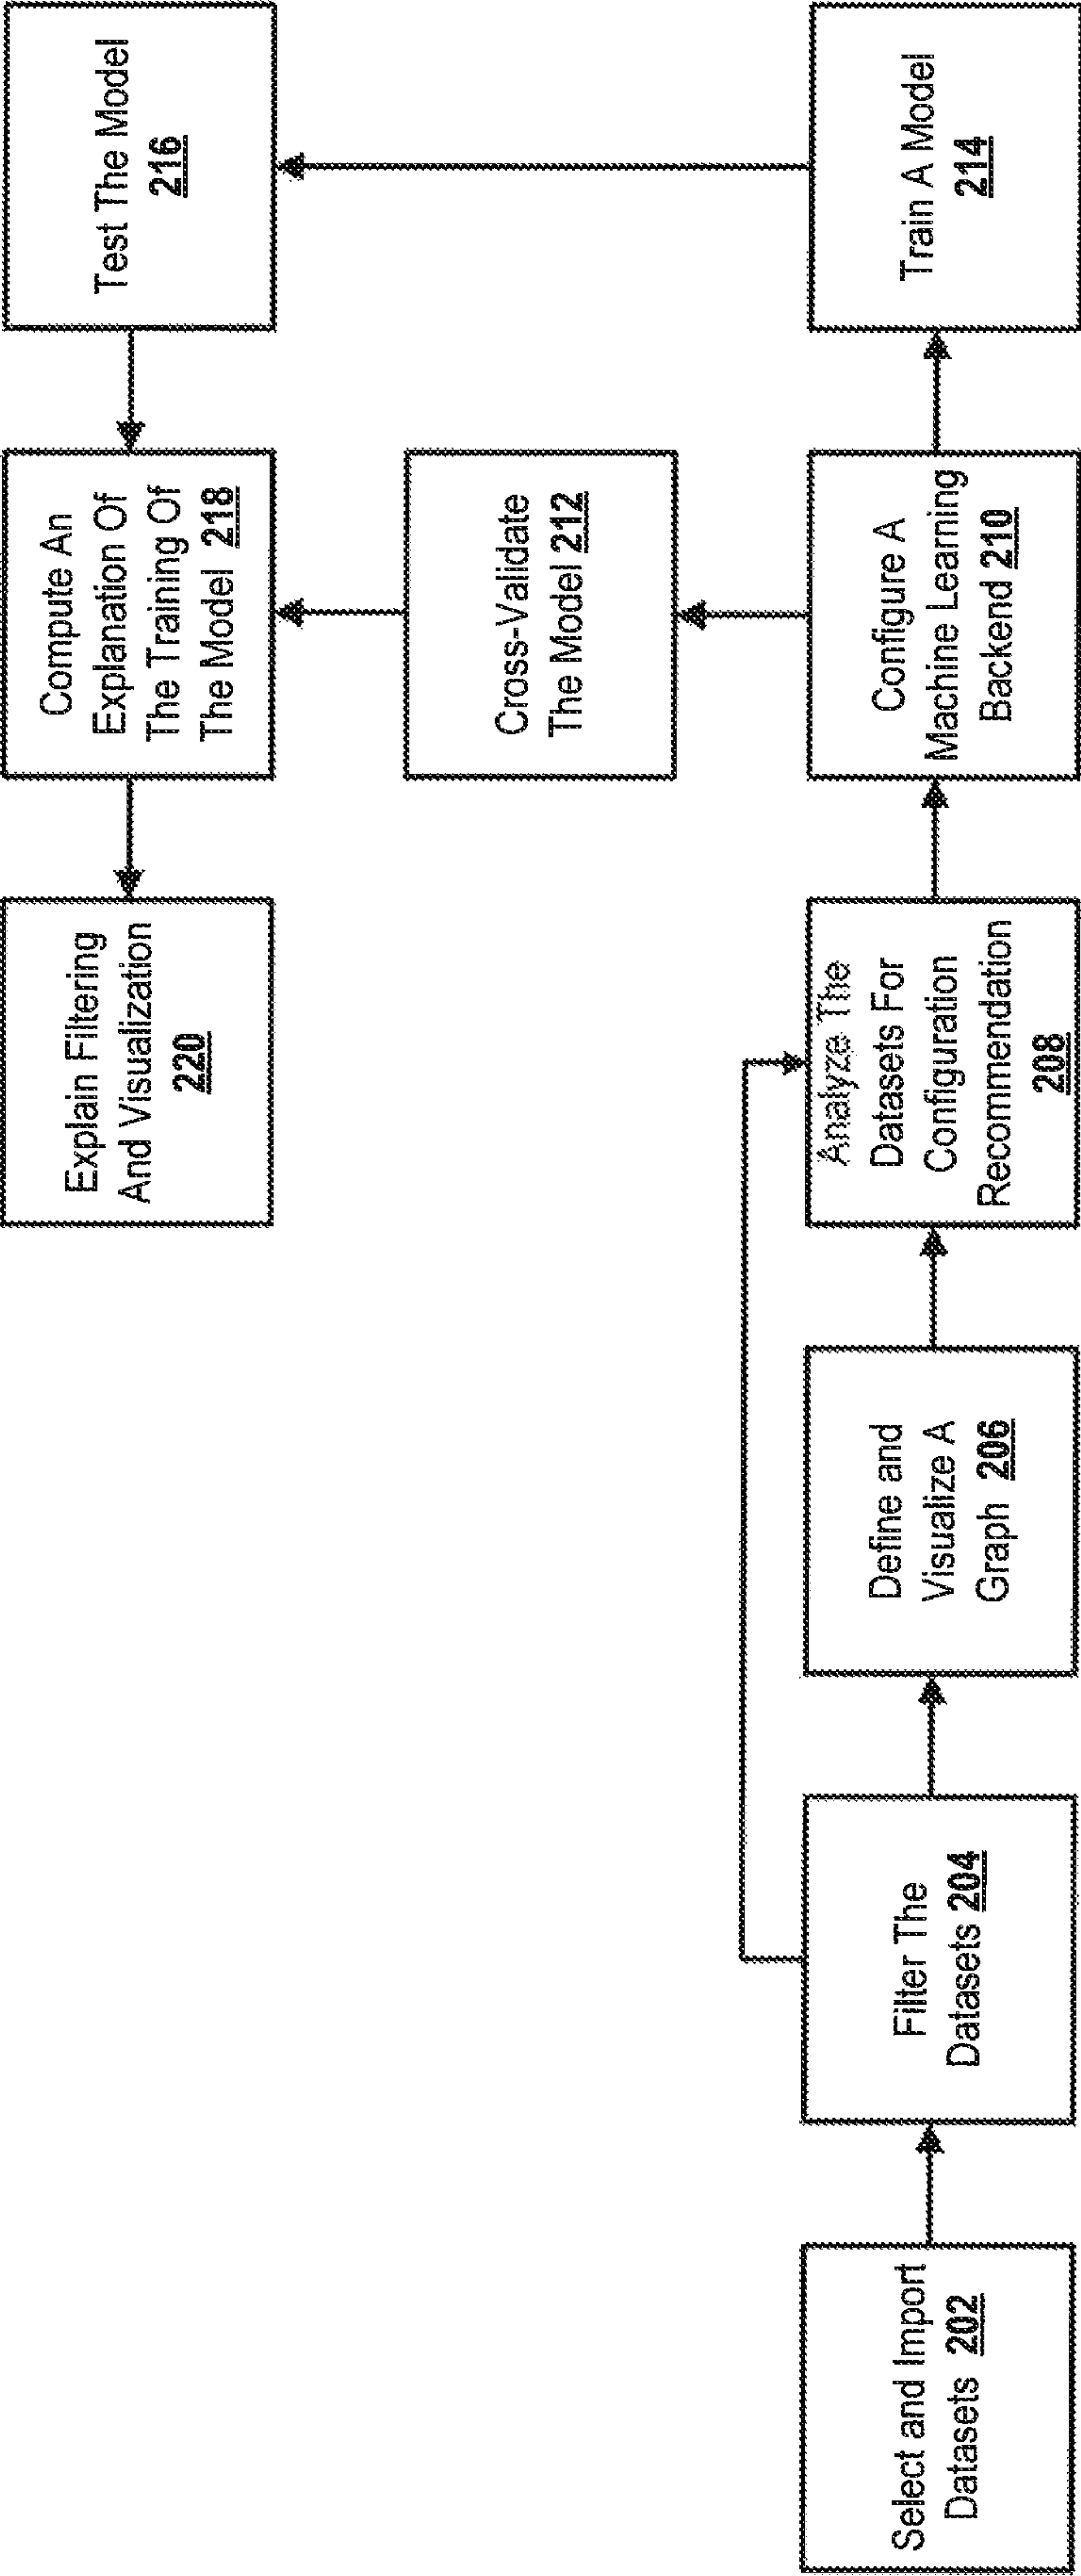 Select and Import
Datasets 202
Filter The
Datasets 204
Define and
Visualize A
Graph 206
Analyze The
Datasets For
Configuration
Recommendation
208
Configure A
Machine Learning
Backend 210
Cross-Validate
The Model 212
Train A Model
214
Test The Model
216
Compute An
Explanation Of
The Training Of
The Model 218
Explain Filtering
And Visualization
220